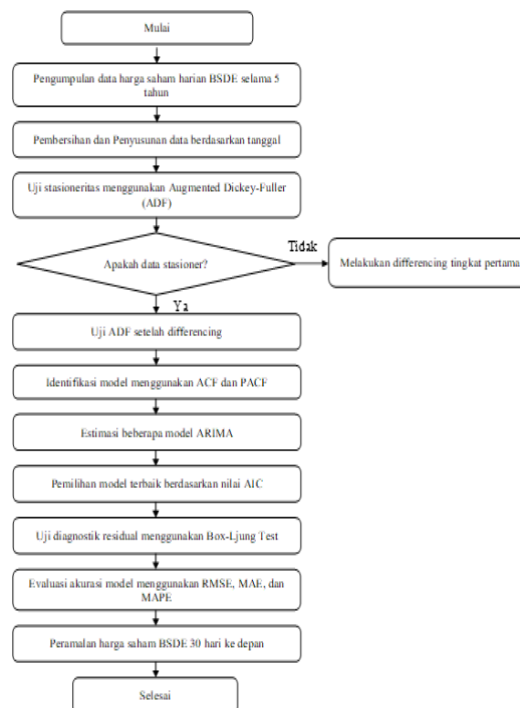 Mulai
Pengumpulan data harga saham harian BSDE selama 5
tahun
Pembersihan dan Penyusunan data berdasarkan tanggal
Uji stasioneritas menggunakan Augmented Dickey-Fuller
(ADF)
Apakah data stasioner?
Tidak
Melakukan differencing tingkat pertama
Ya
Uji ADF setelah differencing
Identifikasi model menggunakan ACF dan PACF
Estimasi beberapa model ARIMA
Pemilihan model terbaik berdasarkan nilai AIC
Uji diagnostik residual menggunakan Box-Ljung Test
Evaluasi akurasi model menggunakan RMSE, MAE, dan
MAPE
Peramalan harga saham BSDE 30 hari ke depan
Selesai